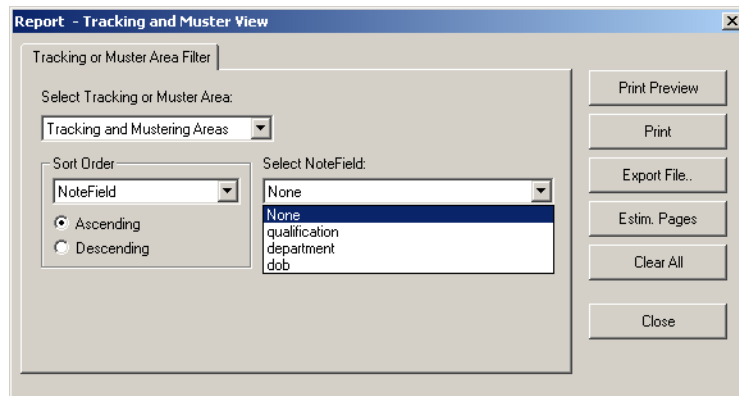 Report - Tracking and Muster View
Tracking or Muster Area Filter
Select Tracking or Muster Area:
Tracking and Mustering Areas
Sort Order
NoteField
Ascending
Descending
Select NoteField:
None
None
qualification
department
dob
Print Preview
Print
Export File..
Estim. Pages
Clear All
Close